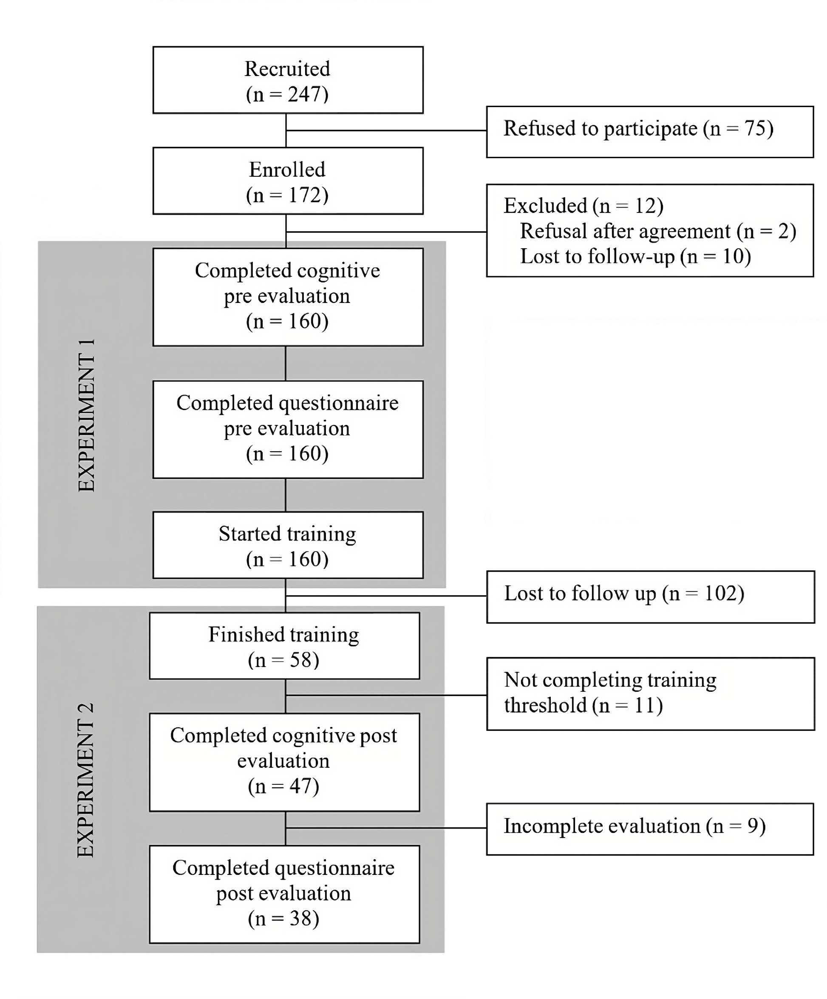 Recruited
(n = 247)
Refused to participate (n = 75)
Enrolled
(n = 172)
Excluded (n = 12)
Refusal after agreement (n = 2)
Lost to follow-up (n = 10)
EXPERIMENT 1
Completed cognitive
pre evaluation
(n = 160)
Completed questionnaire
pre evaluation
(n = 160)
Started training
(n = 160)
Lost to follow up (n = 102)
EXPERIMENT 2
Finished training
(n = 58)
Not completing training
threshold (n = 11)
Completed cognitive post
evaluation
(n = 47)
Incomplete evaluation (n = 9)
Completed questionnaire
post evaluation
(n = 38)